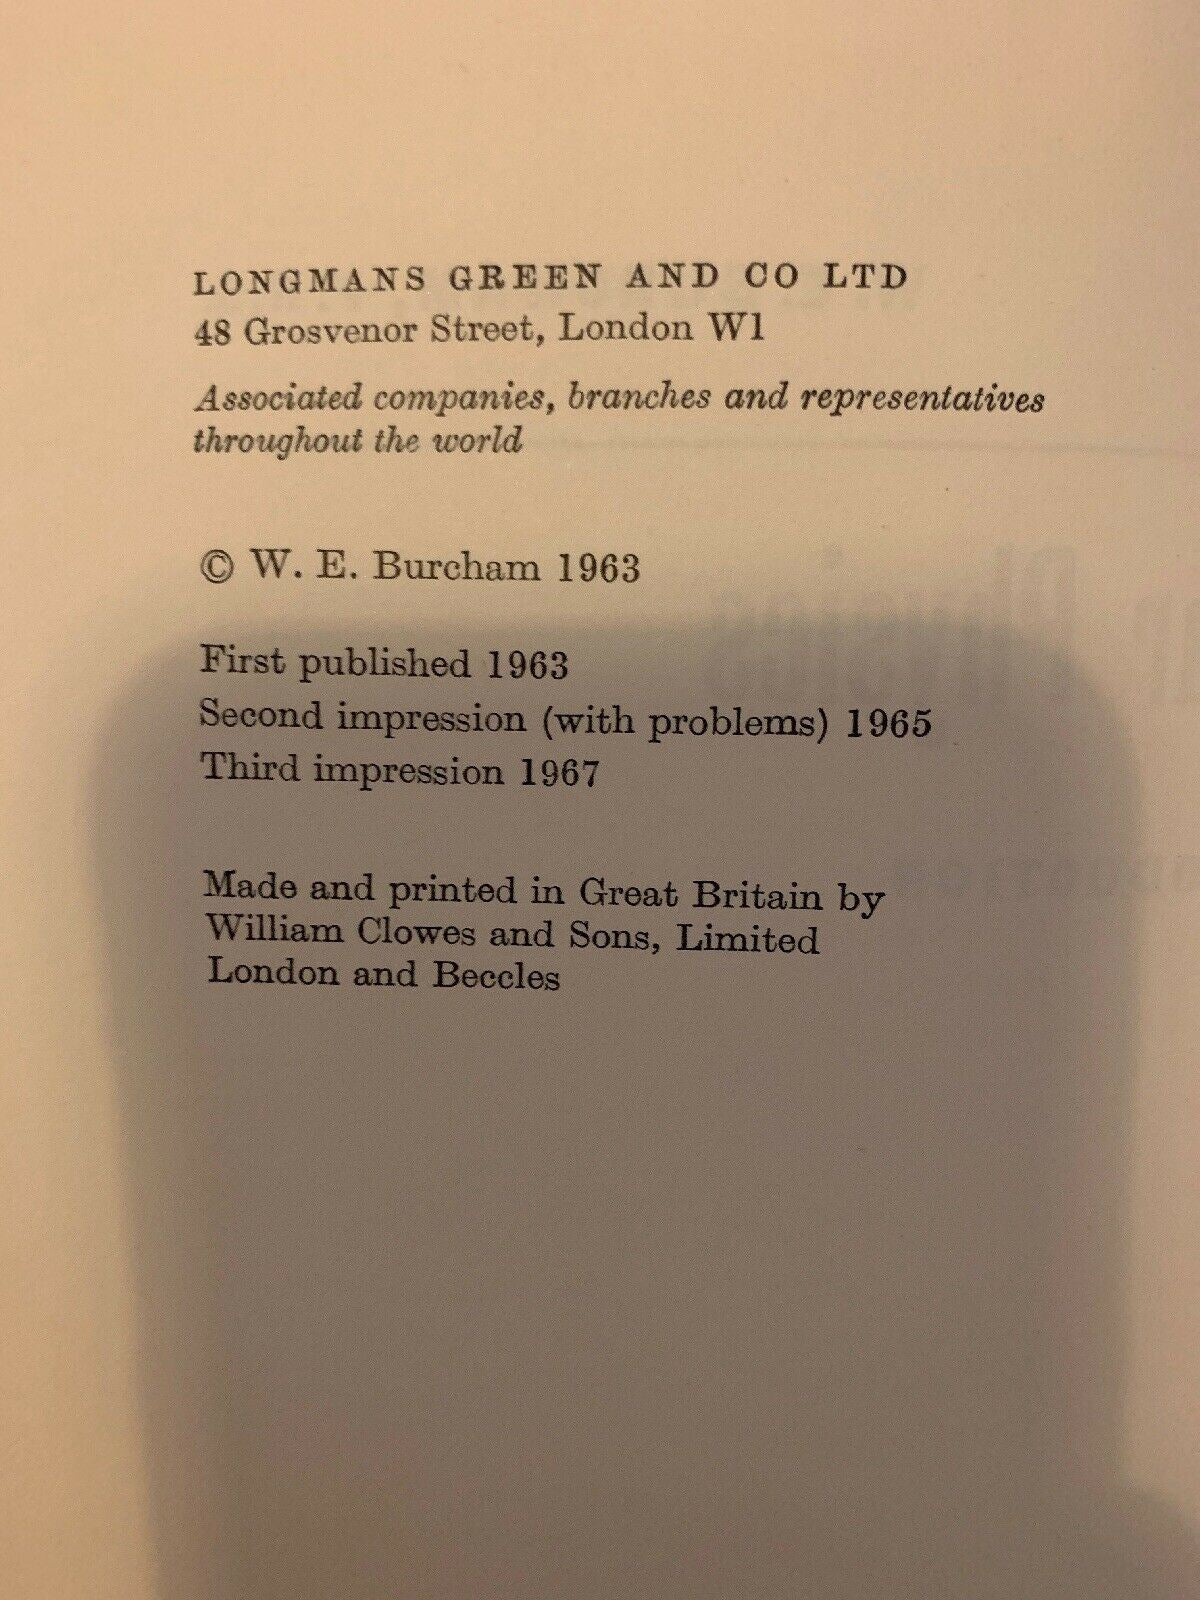 LONGMANS GREEN AND CO LTD
48 Grosvenor Street, London W1
Associated companies, branches and representatives
throughout the world
© W. E. Burcham 1963
First published 1963
Second impression (with problems) 1965
Third impression 1967
Made and printed in Great Britain by
William Clowes and Sons, Limited
London and Beccles